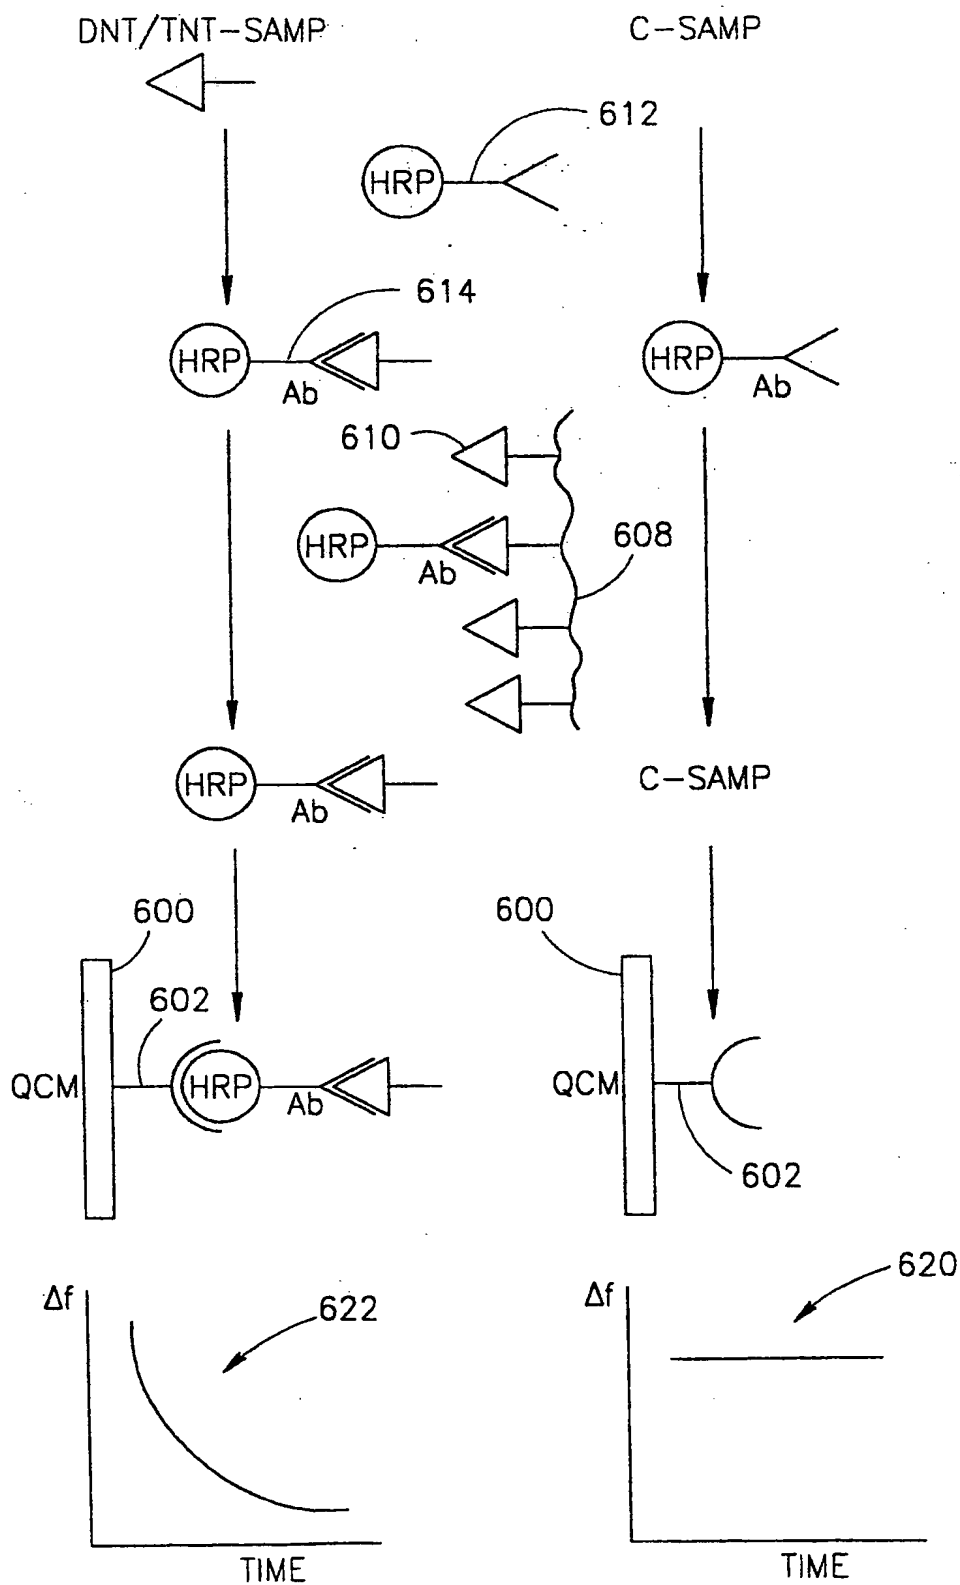 DNT/TNT-SAMP
C-SAMP
612
HRP
614
HRP
Ab
HRP
Ab
610
HRP
Ab
608
HRP
Ab
C-SAMP
600
600
602
QCM
HRP
Ab
QCM
602
Δf
622
Δf
620
TIME
TIME